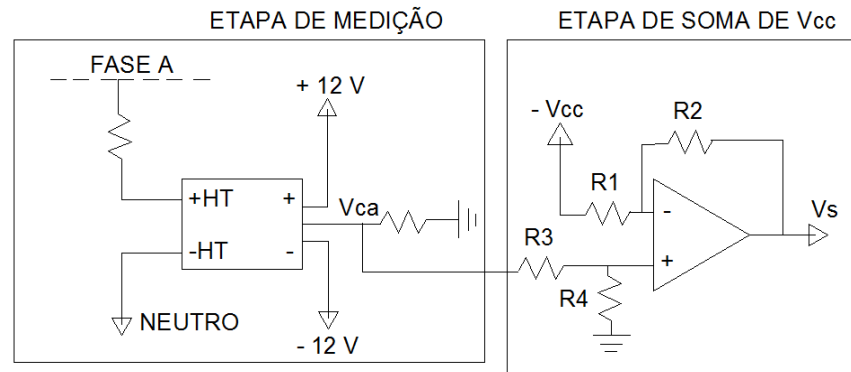 ETAPA DE MEDIÇÃO
ETAPA DE SOMA DE Vcc
FASE A
+ 12 V
- Vcc
R2
+HT
+
Vca
R1
-
Vs
-HT
-
R3
+
NEUTRO
R4
- 12 V